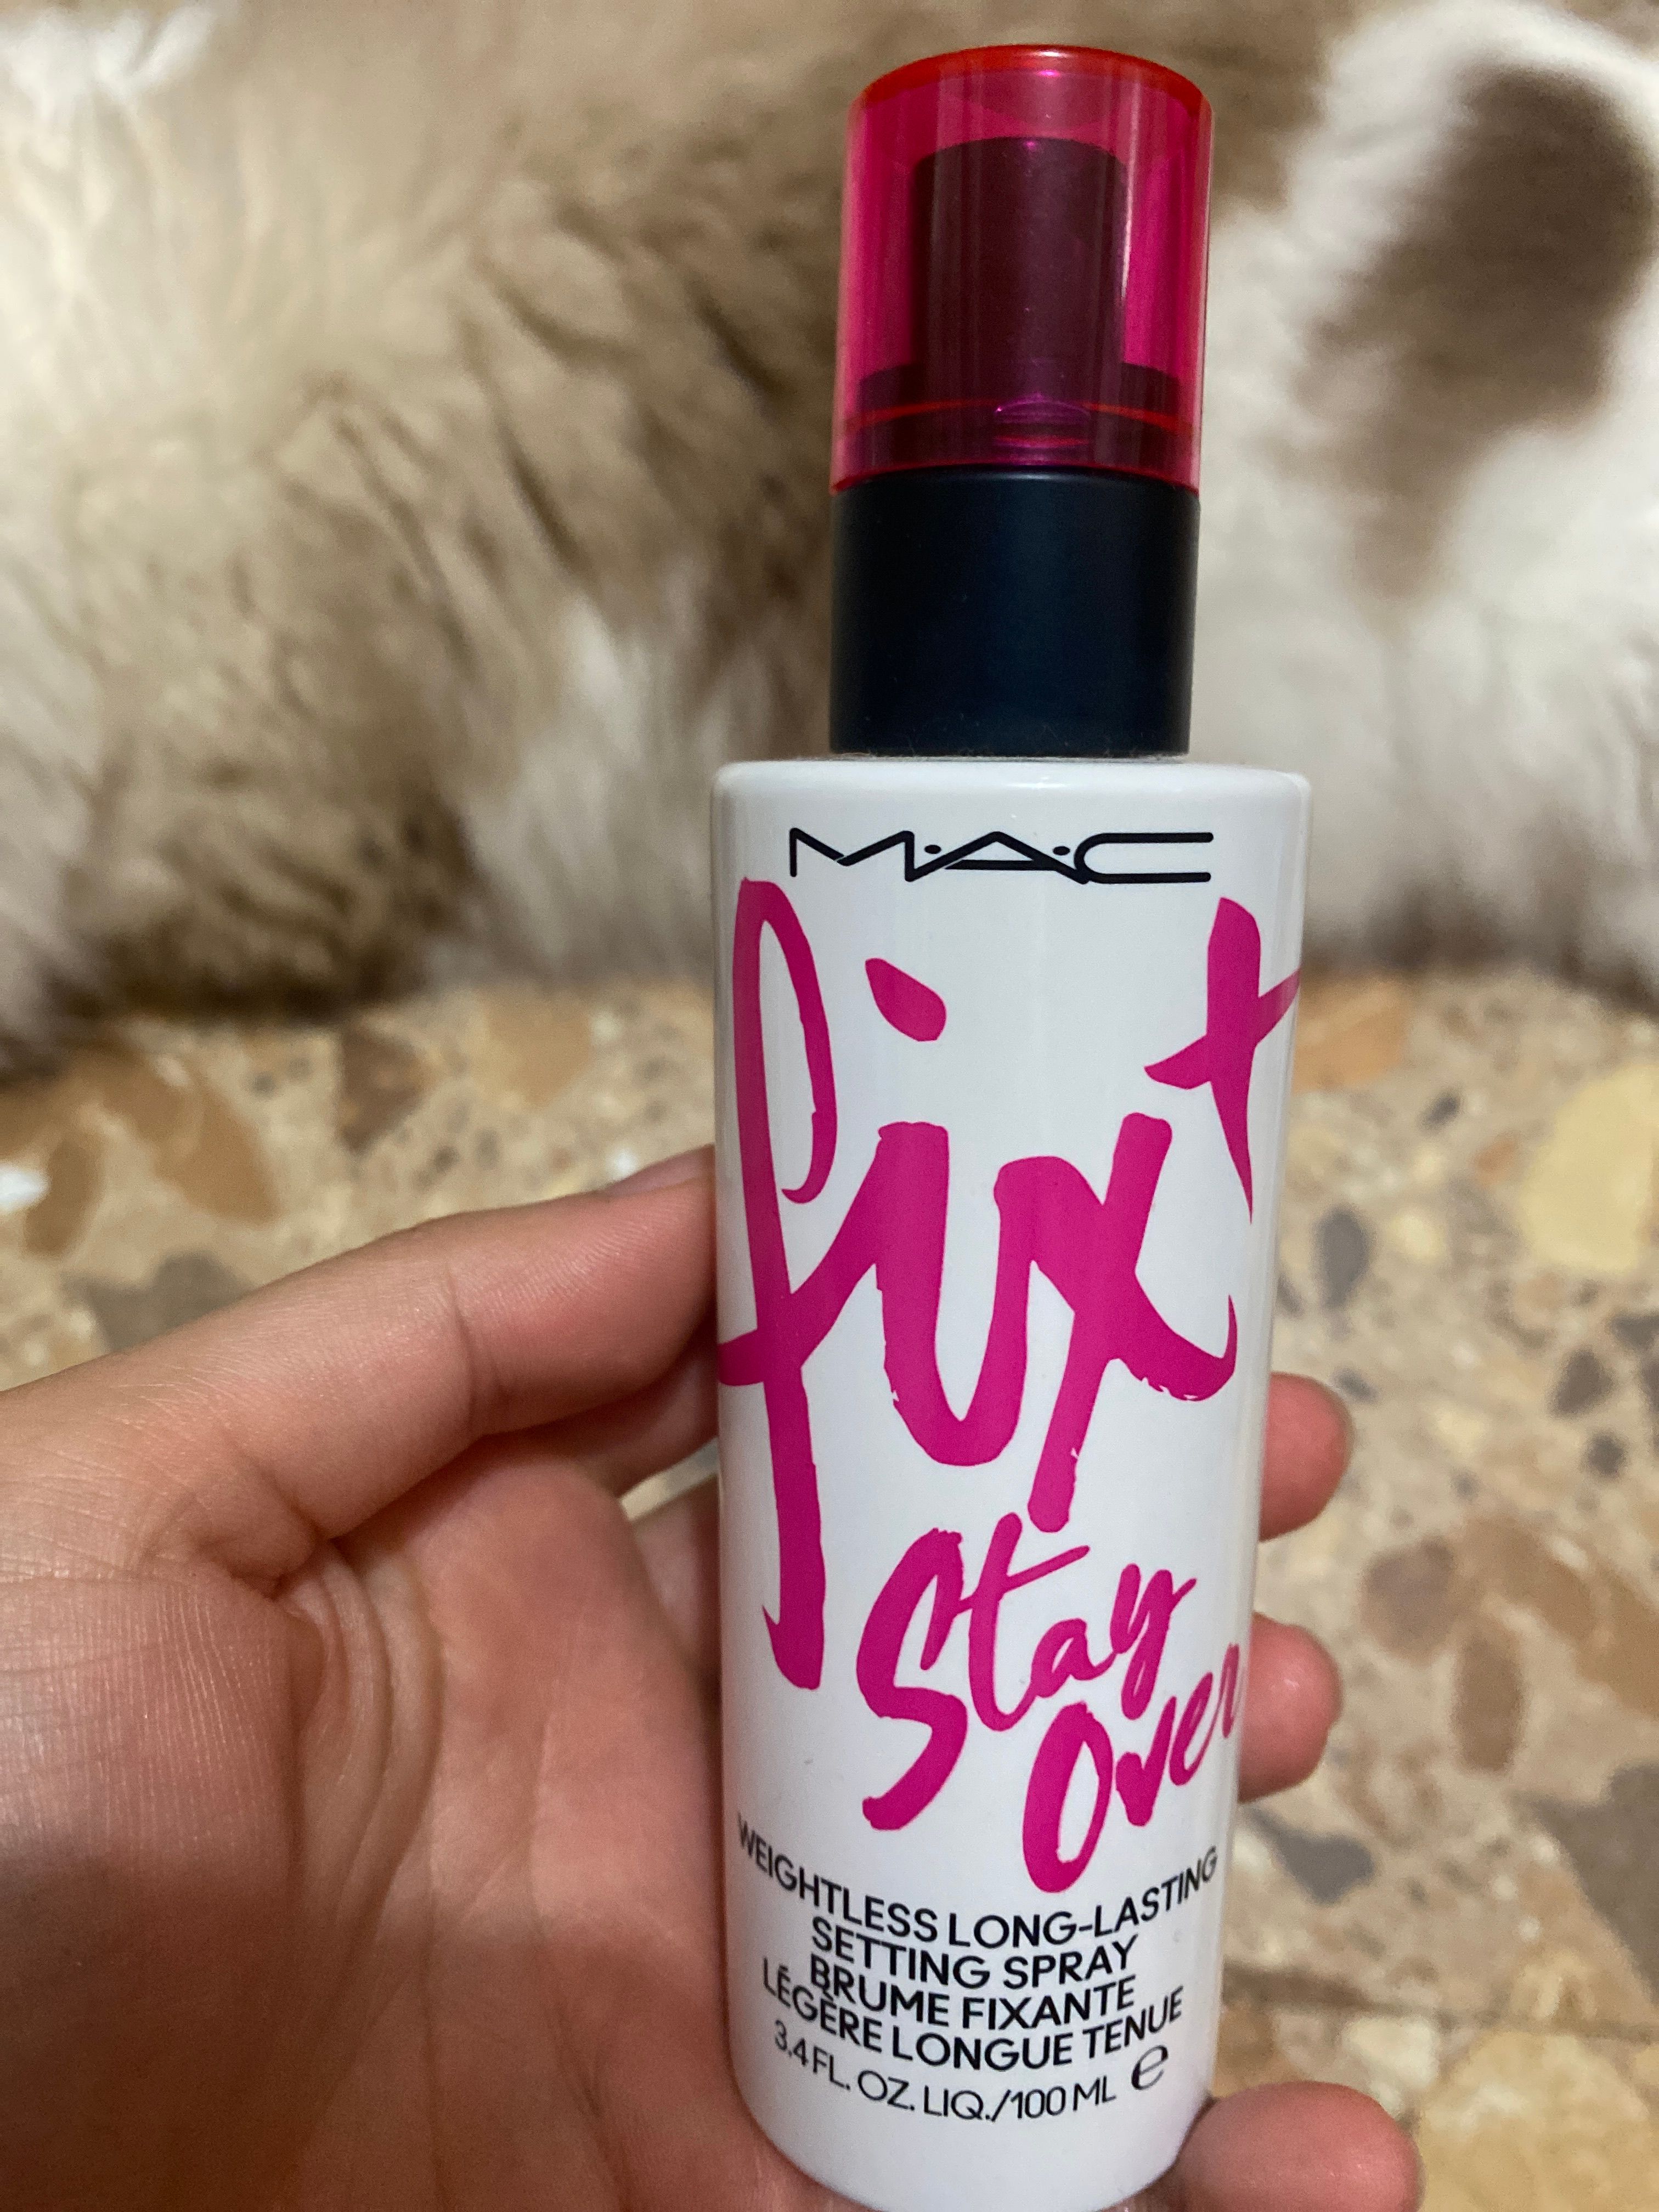 M·A·C
fix+
Stay
Over
WEIGHTLESS LONG-LASTING
SETTING SPRAY
BRUME FIXANTE
LÉGÈRE LONGUE TENUE
3.4 FL. OZ. LIQ./100 ML ℮